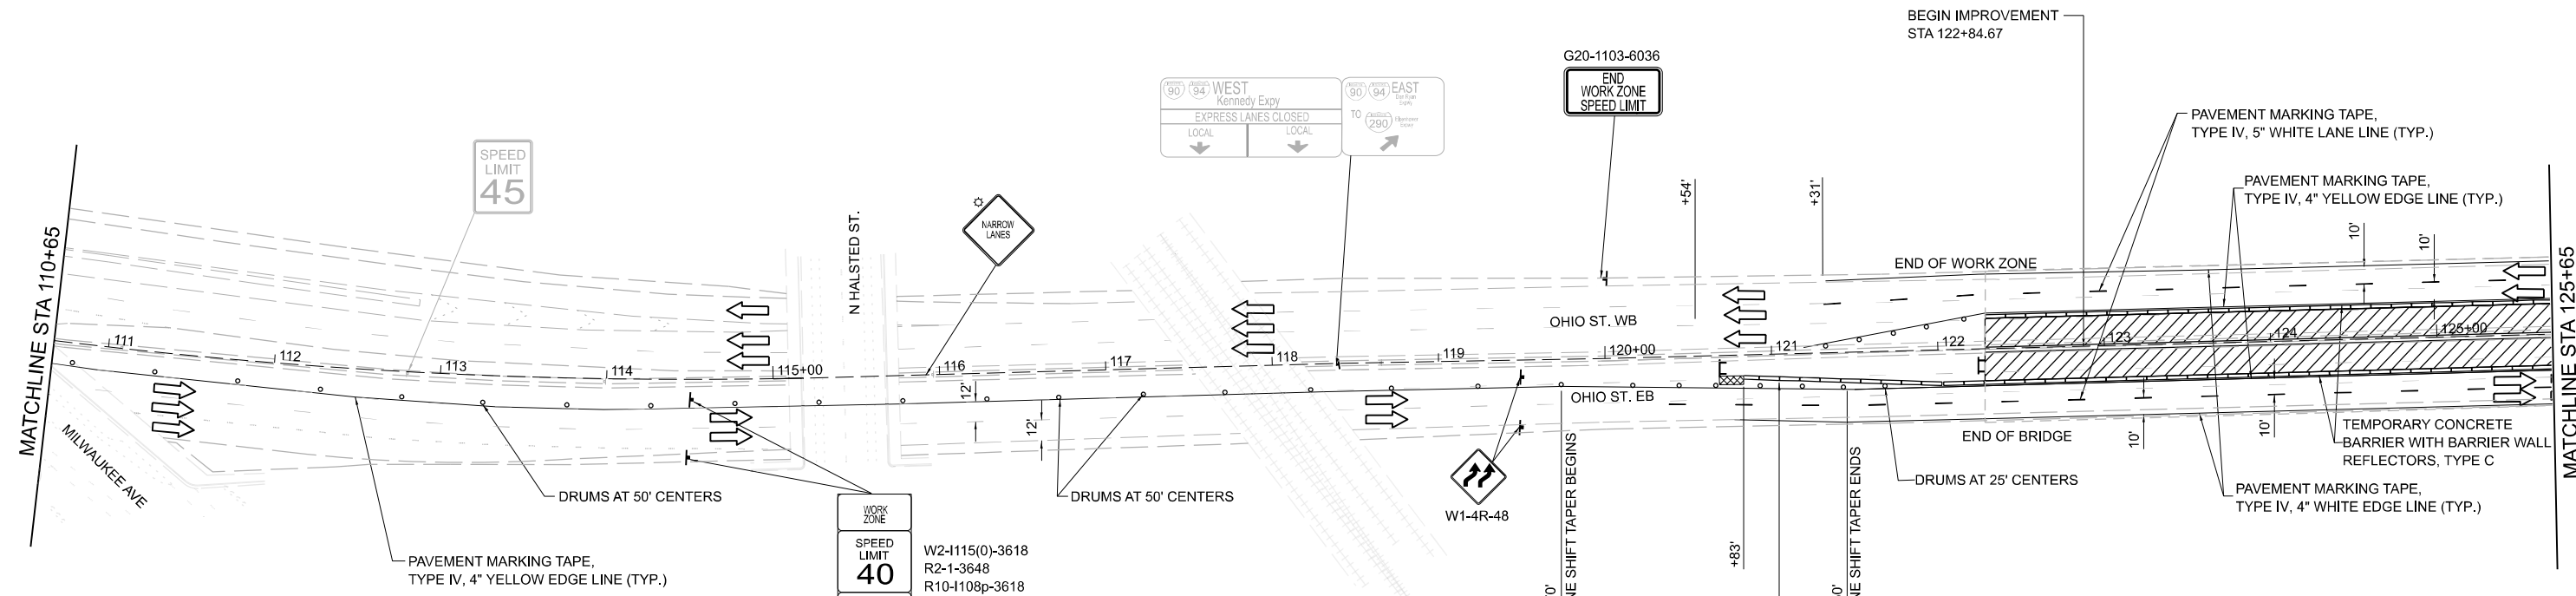 BEGIN IMPROVEMENT
STA 122+84.67
G20-1103-6036
END
WORK ZONE
SPEED LIMIT
90 94 WEST
Kennedy Expy
EXPRESS LANES CLOSED
LOCAL
LOCAL
90 94 EAST
TO
290
PAVEMENT MARKING TAPE,
TYPE IV, 5" WHITE LANE LINE (TYP.)
SPEED
LIMIT
45
PAVEMENT MARKING TAPE,
TYPE IV, 4" YELLOW EDGE LINE (TYP.)
NARROW
LANES
N HALSTED ST.
+54'
+31'
10'
10'
MATCHLINE STA 110+65
MATCHLINE STA 125+65
END OF WORK ZONE
OHIO ST. WB
111
112
113
114
115+00
116
117
118
119
120+00
121
122
123
124
125+00
12'
12'
OHIO ST. EB
10'
10'
END OF BRIDGE
MILWAUKEE AVE
TEMPORARY CONCRETE
BARRIER WITH BARRIER WALL
REFLECTORS, TYPE C
DRUMS AT 50' CENTERS
DRUMS AT 50' CENTERS
DRUMS AT 25' CENTERS
PAVEMENT MARKING TAPE,
TYPE IV, 4" WHITE EDGE LINE (TYP.)
W1-4R-48
WORK
ZONE
SPEED
LIMIT
40
W2-I115(0)-3618
R2-1-3648
R10-I108p-3618
PAVEMENT MARKING TAPE,
TYPE IV, 4" YELLOW EDGE LINE (TYP.)
SHIFT TAPER BEGINS
+83'
SHIFT TAPER ENDS